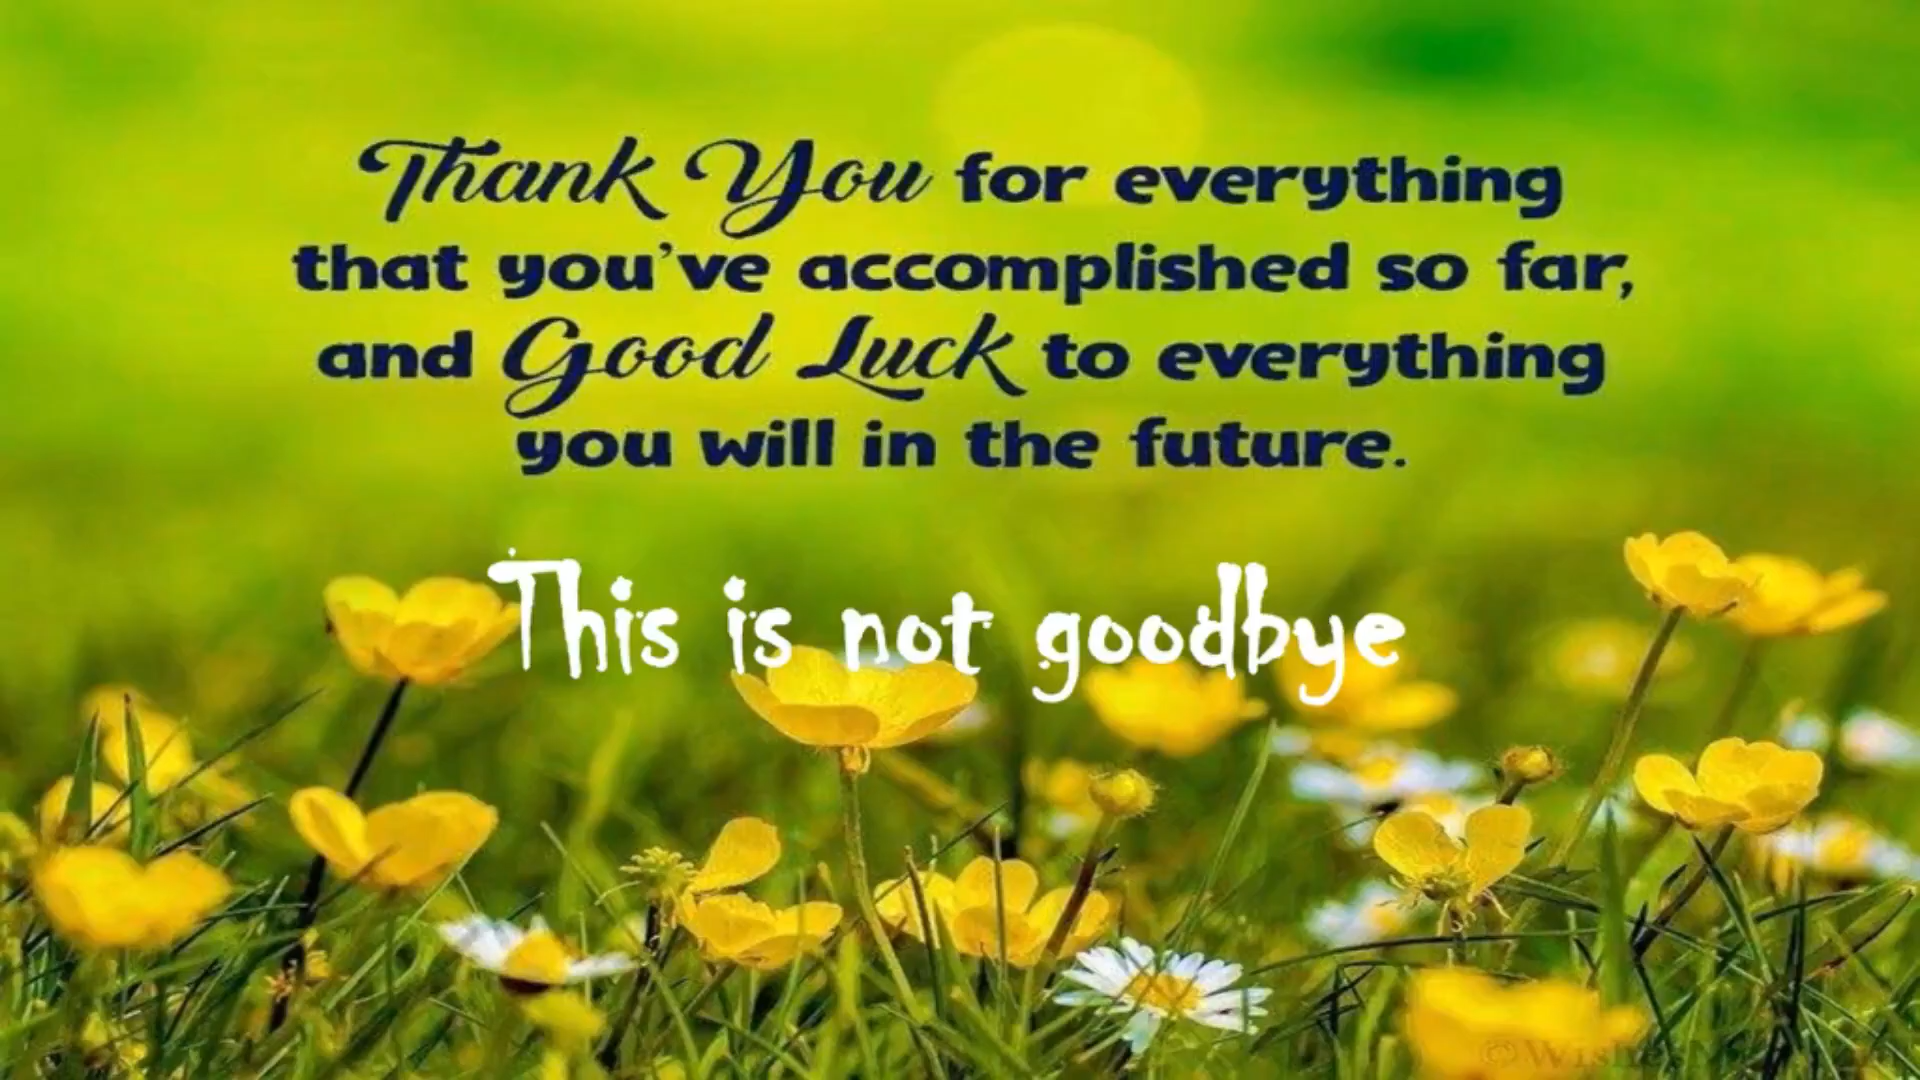 Thank You for everything
that you've accomplished so far,
and Good Luck to everything
you will in the future.
This is not goodbye